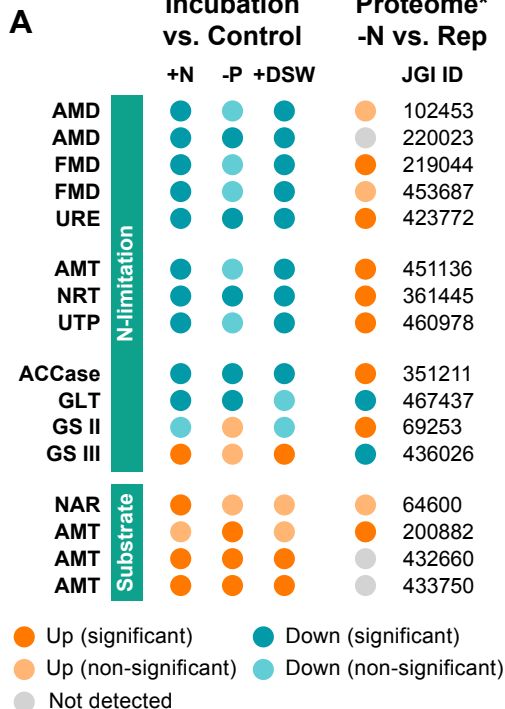 A
Incubation
vs. Control
Proteome*
-N vs. Rep
+N -P +DSW JGI ID
AMD 102453
AMD 220023
FMD 219044
FMD 453687
URE 423772
AMT 451136
NRT 361445
UTP 460978
ACCase 351211
GLT 467437
GS II 69253
GS III 436026
N-limitation
NAR 64600
AMT 200882
AMT 432660
AMT 433750
Substrate
Up (significant) Down (significant)
Up (non-significant) Down (non-significant)
Not detected